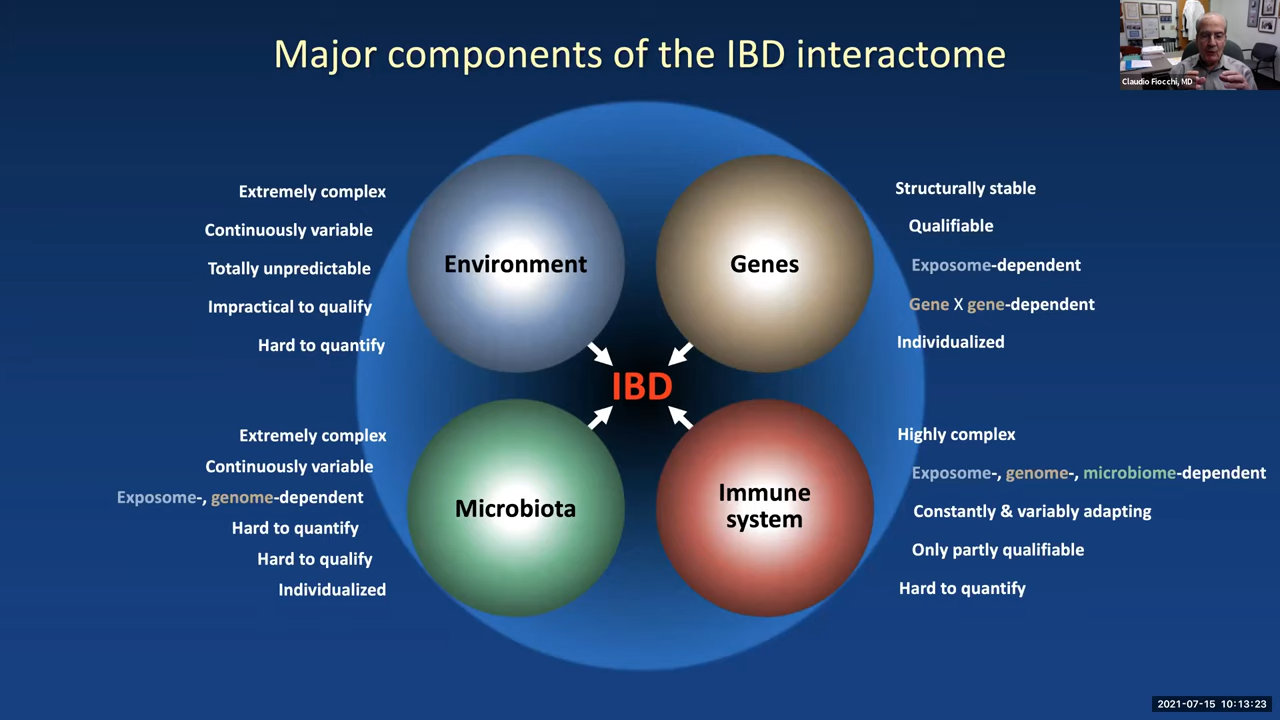 Major components of the IBD interactome
Claudio Fiocchi, MD
Extremely complex
Continuously variable
Totally unpredictable
Impractical to qualify
Hard to quantify
Environment
Genes
Structurally stable
Qualifiable
Exposome-dependent
Gene X gene-dependent
Individualized
IBD
Extremely complex
Continuously variable
Exposome-, genome-dependent
Hard to quantify
Hard to qualify
Individualized
Microbiota
Immune
system
Highly complex
Exposome-, genome-, microbiome-dependent
Constantly & variably adapting
Only partly qualifiable
Hard to quantify
2021-07-15 10:13:23